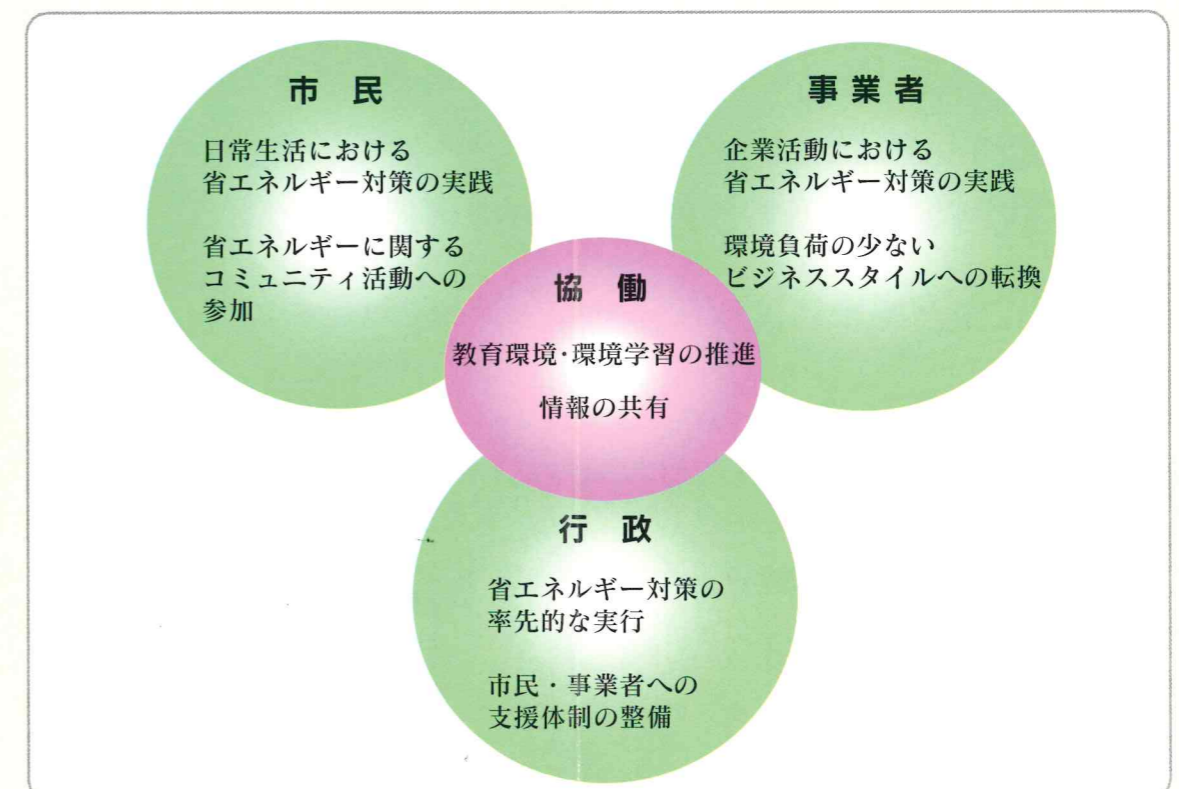 市　民
日常生活における
省エネルギー対策の実践
省エネルギーに関する
コミュニティ活動への
参加
事 業 者
企業活動における
省エネルギー対策の実践
環境負荷の少ない
ビジネススタイルへの転換
協　働
教育環境・環境学習の推進
情報の共有
行　政
省エネルギー対策の
率先的な実行
市民・事業者への
支援体制の整備